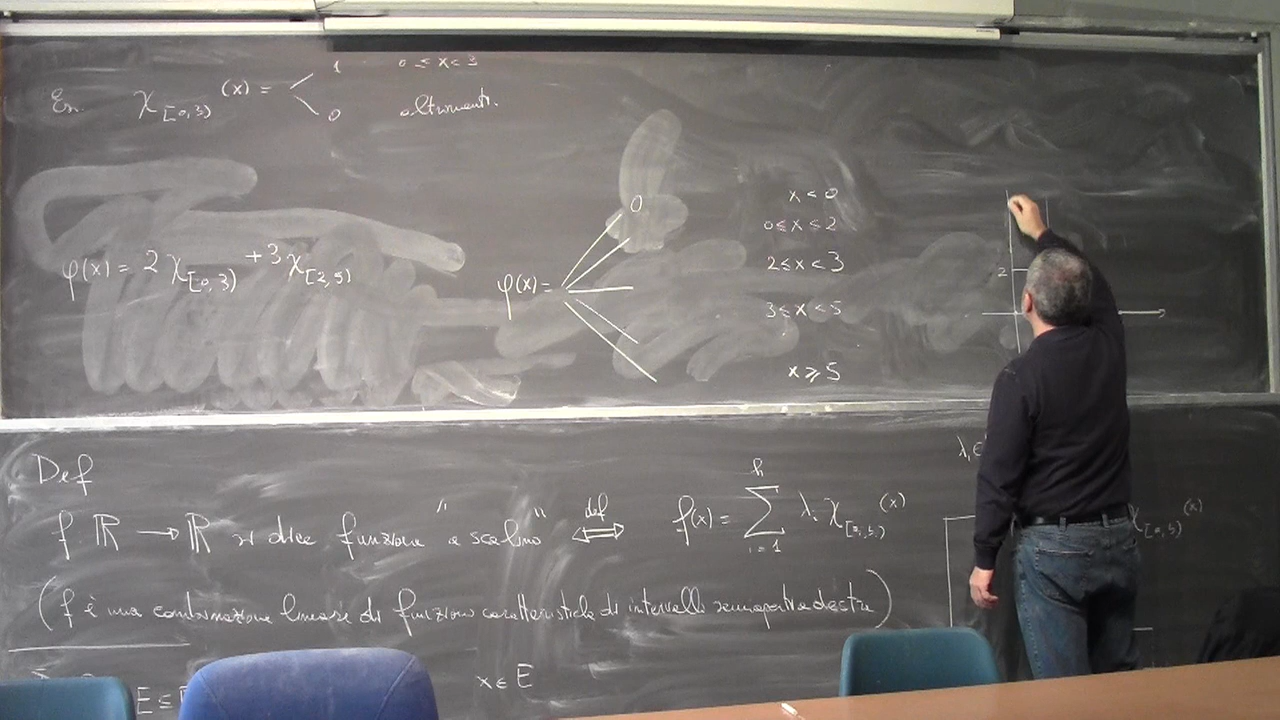 Es. χ[0,3) (x) = 1 0 ≤ x < 3
0 altrimenti.
φ(x) = 2 χ[0,3) + 3 χ[2,5)
φ(x) = 0 x < 0
0 ≤ x < 2
2 ≤ x < 3
3 ≤ x < 5
x ⩾ 5
2
Def
f ℝ → ℝ si dice funzione "a scalino" ⇔ def f(x) = ∑ i=1 h λi χ[ai, bi) (x)
(f è una combinazione lineare di funzioni caratteristiche di intervalli semiaperti a destra)
λi ∈
χ[a, b) (x)
E ⊆
x ∈ E